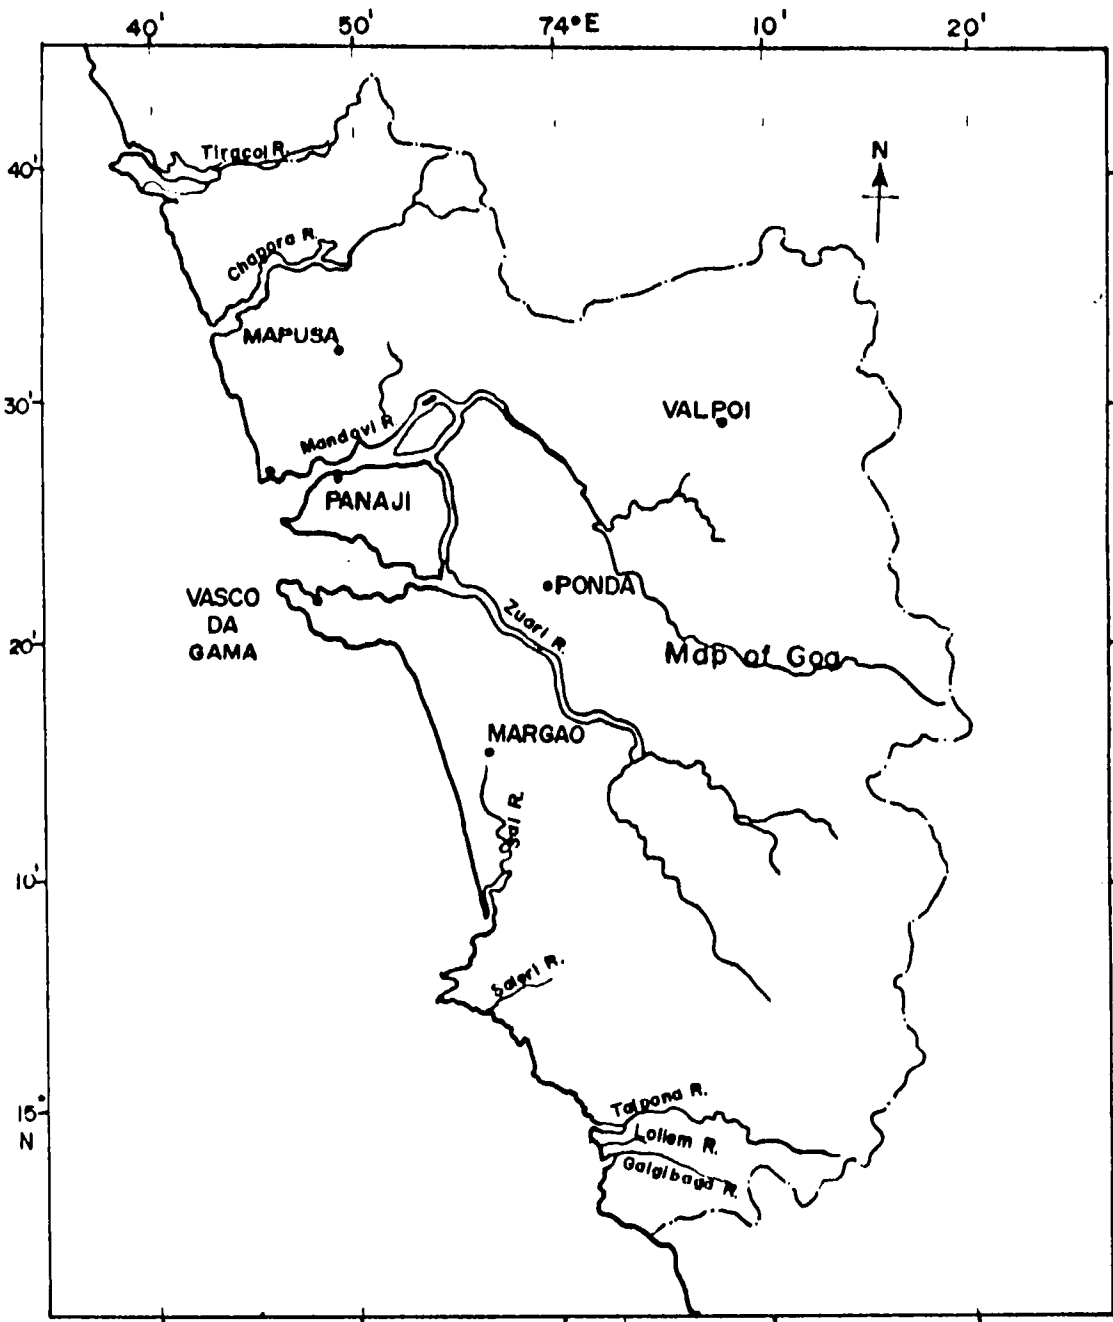 40' 50' 74°E 10' 20'
N
40'
Tiracol R.
Chapora R.
MAPUSA
30'
VALPOI
Mandovi R.
PANAJI
PONDA
VASCO
DA
GAMA
Zuari R.
20'
Map of Goa
MARGAO
Sal R.
10'
Saleri R.
15°
N
Talpona R.
Loliem R.
Galgibaga R.